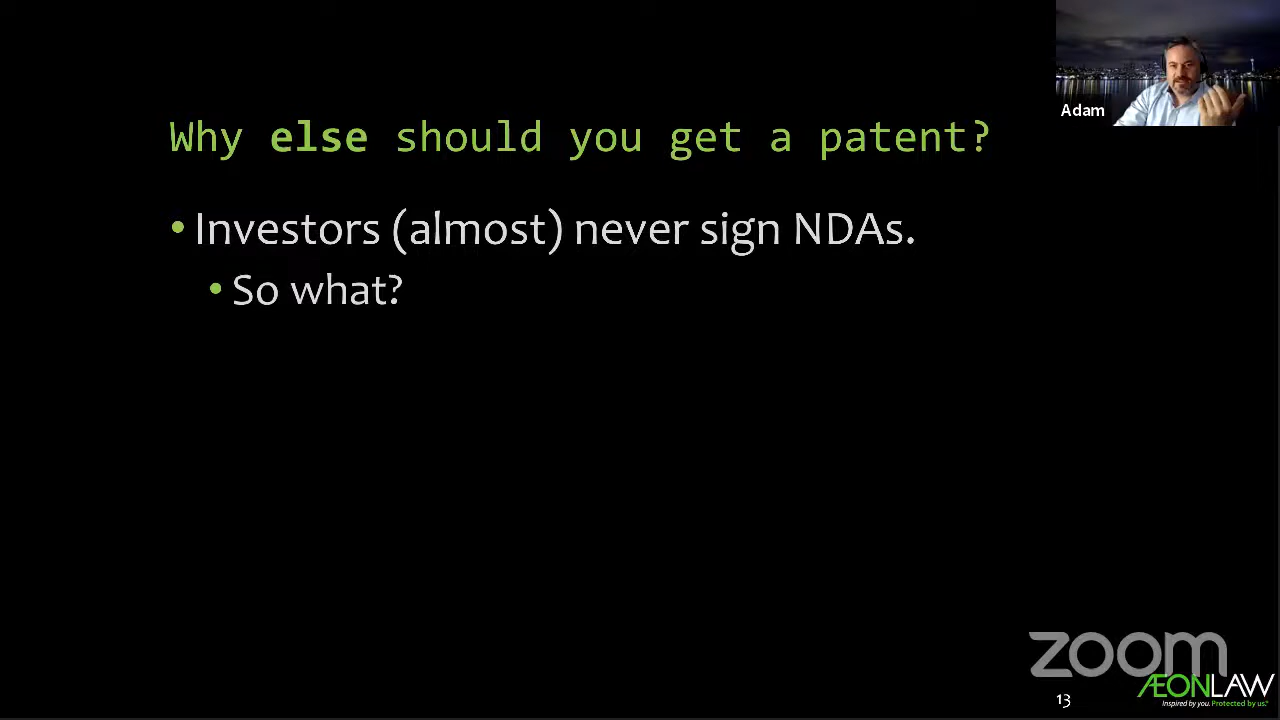 Adam
Why else should you get a patent?
• Investors (almost) never sign NDAs.
• So what?
zoom
ÆONLAW
Inspired by you. Protected by us.®
13